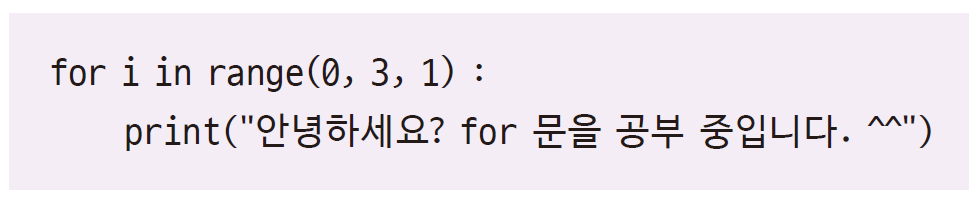 for i in range(0, 3, 1) :
    print("안녕하세요? for 문을 공부 중입니다. ^^")